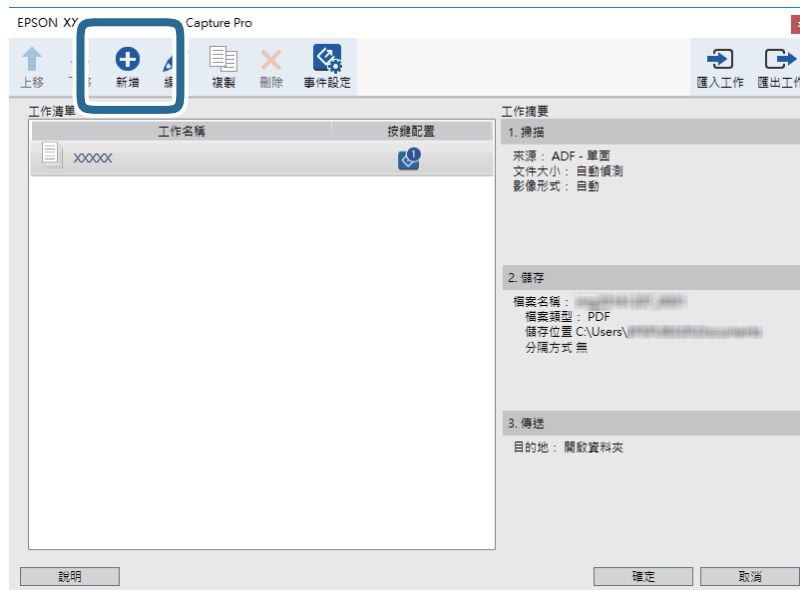 EPSON XX Capture Pro
上移 新增 複製 刪除 事件設定 匯入工作 匯出工作
工作清單
工作名稱 按鍵配置
XXXXX 1
工作摘要
1. 掃描
來源： ADF - 單面
文件大小： 自動偵測
影像形式： 自動
2. 儲存
檔案名稱：
檔案類型： PDF
儲存位置 C:\Users\
分隔方式 無
3. 傳送
目的地： 開啟資料夾
說明 確定 取消